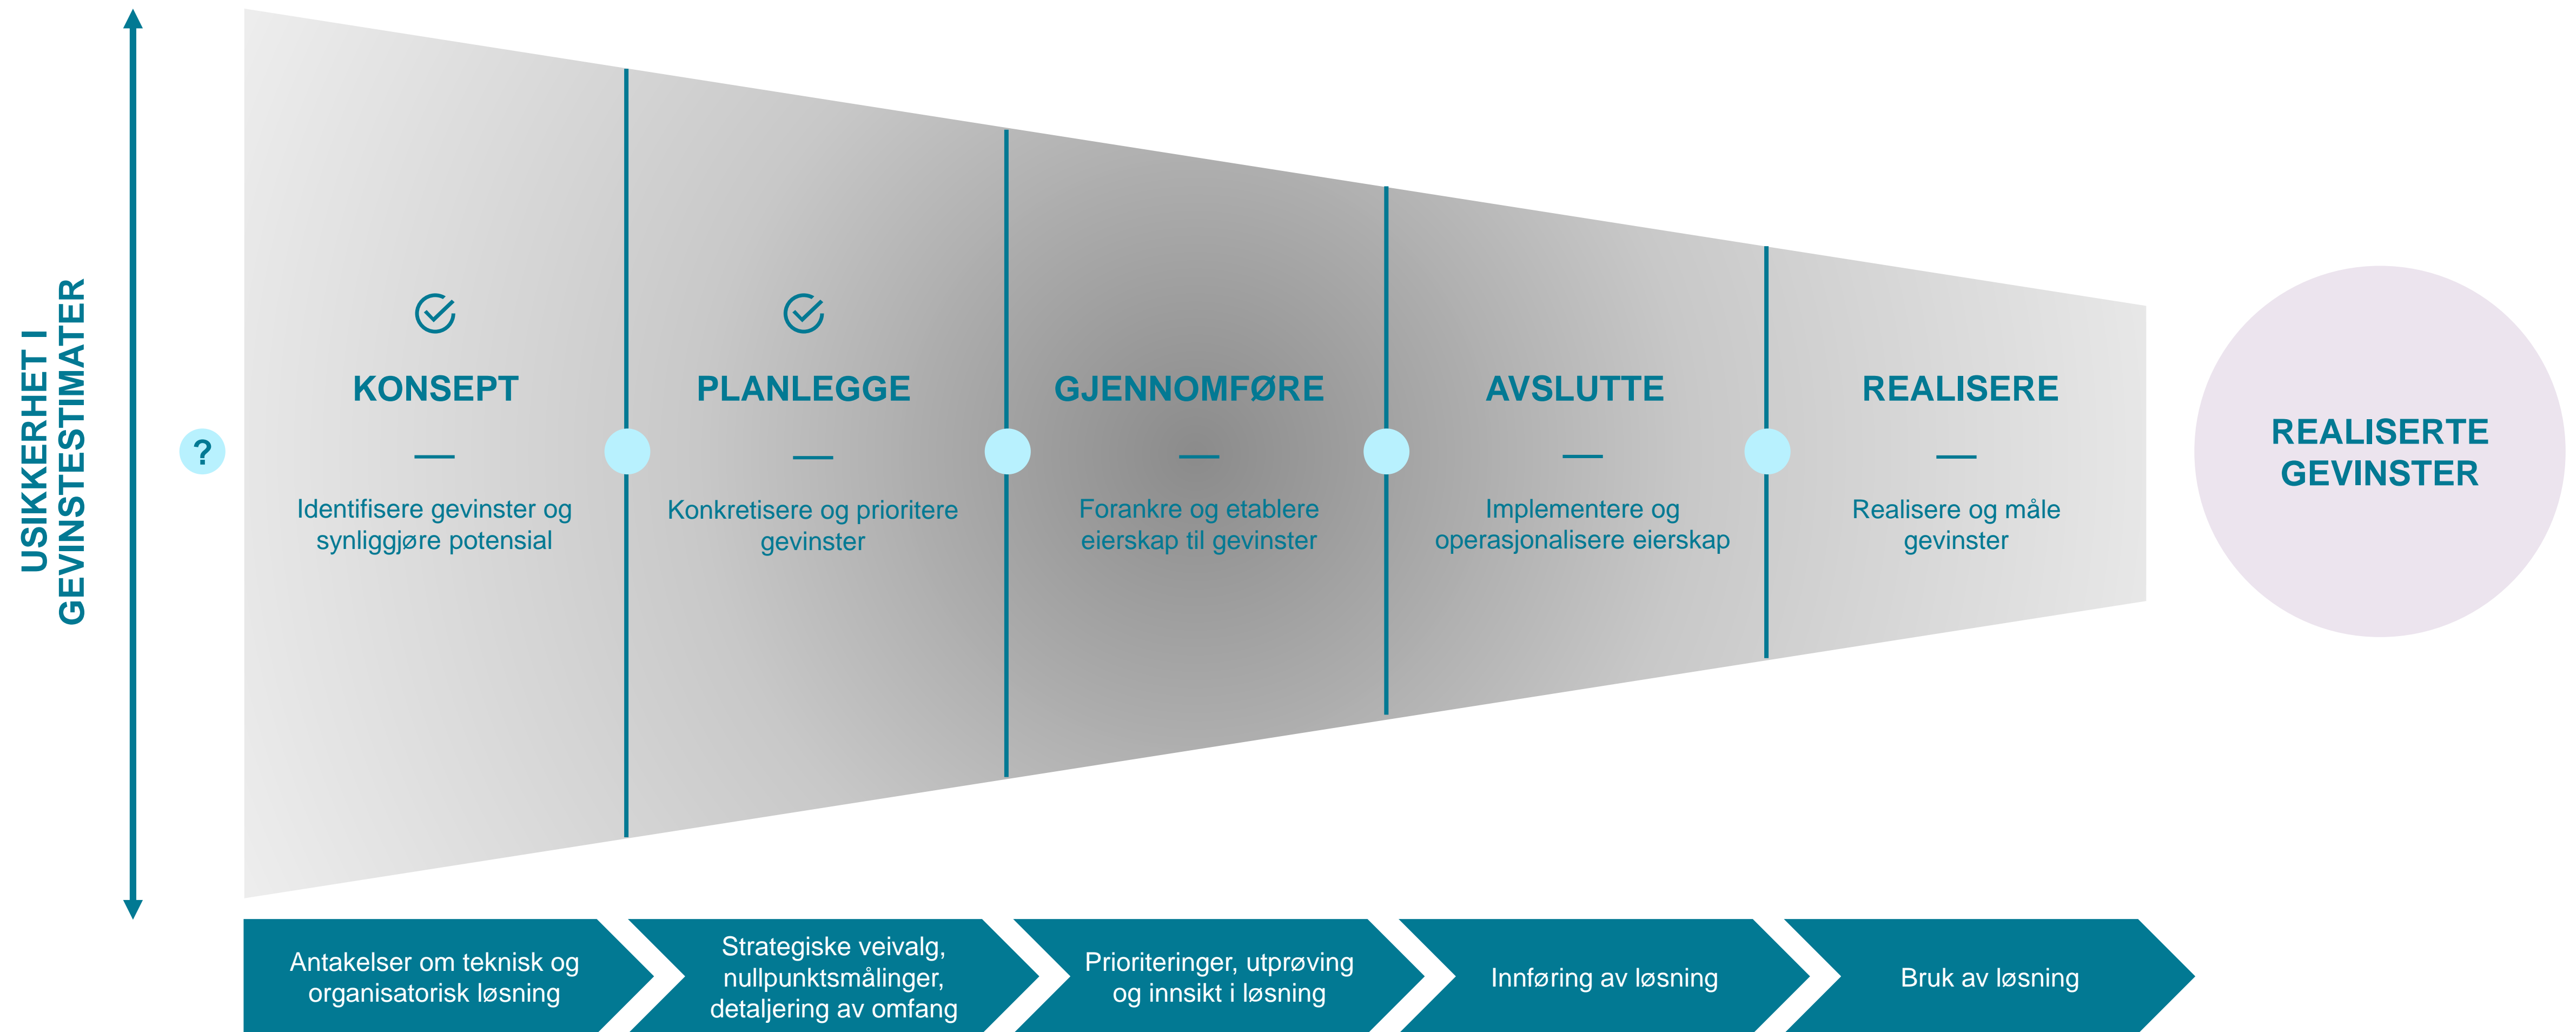 USIKKERHET I
GEVINSTESTIMATER
?
KONSEPT
Identifisere gevinster og
synliggjøre potensial
PLANLEGGE
Konkretisere og prioritere
gevinster
GJENNOMFØRE
Forankre og etablere
eierskap til gevinster
AVSLUTTE
Implementere og
operasjonalisere eierskap
REALISERE
Realisere og måle
gevinster
REALISERTE
GEVINSTER
Antakelser om teknisk og
organisatorisk løsning
Strategiske veivalg,
nullpunktsmålinger,
detaljering av omfang
Prioriteringer, utprøving
og innsikt i løsning
Innføring av løsning
Bruk av løsning